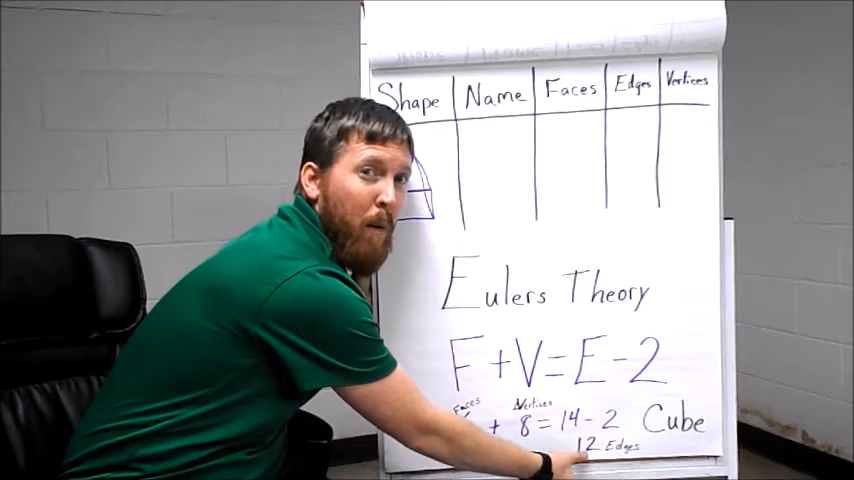 Shape Name Faces Edges Vertices
Eulers Theory
F+V=E-2
Faces Vertices
+ 8 = 14 - 2 Cube
12 Edges